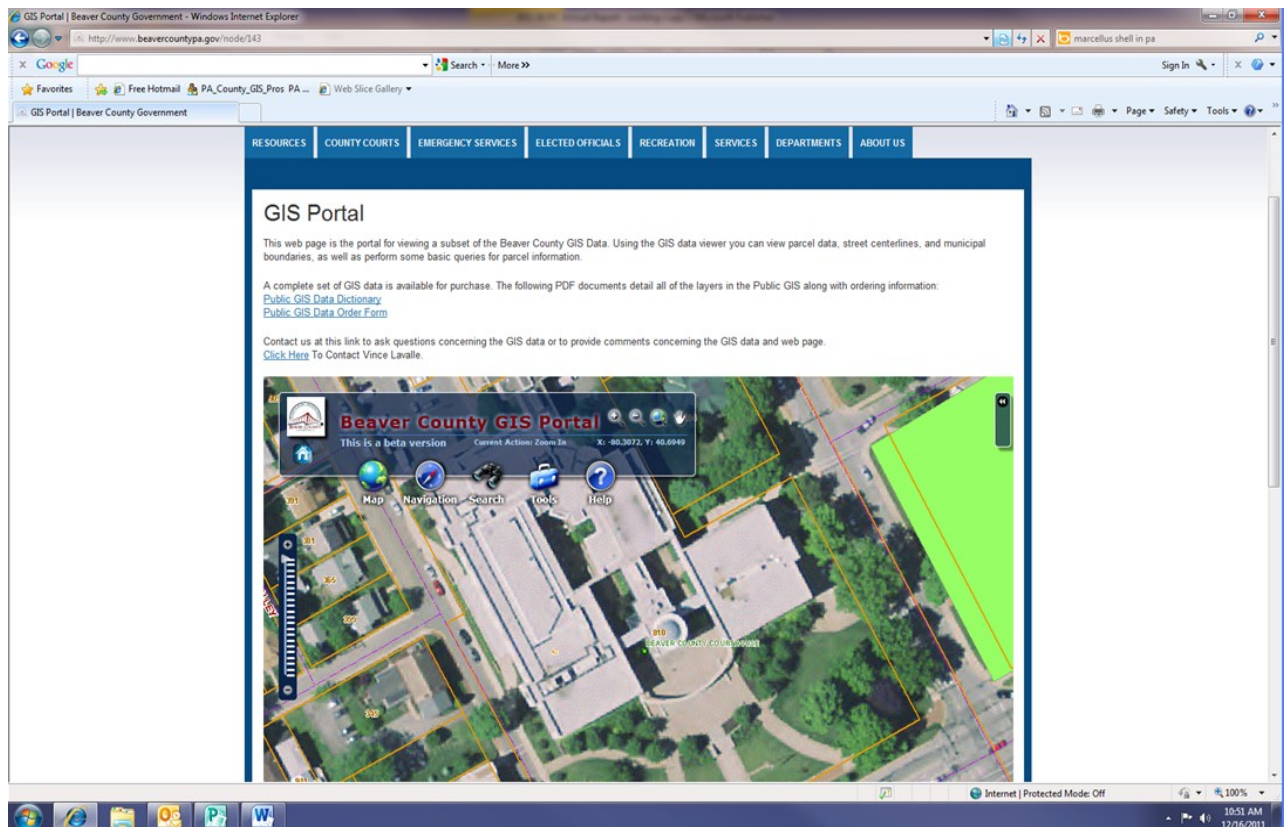 GIS Portal | Beaver County Government - Windows Internet Explorer
http://www.beavercountypa.gov/node/143
marcellus shell in pa
x Google
Search
More »
Sign In
x
Favorites
Free Hotmail
PA_County_GIS_Pros PA ...
Web Slice Gallery
GIS Portal | Beaver County Government
Page
Safety
Tools
»
RESOURCES
COUNTY COURTS
EMERGENCY SERVICES
ELECTED OFFICIALS
RECREATION
SERVICES
DEPARTMENTS
ABOUT US
GIS Portal
This web page is the portal for viewing a subset of the Beaver County GIS Data. Using the GIS data viewer you can view parcel data, street centerlines, and municipal
boundaries, as well as perform some basic queries for parcel information.
A complete set of GIS data is available for purchase. The following PDF documents detail all of the layers in the Public GIS along with ordering information:
Public GIS Data Dictionary
Public GIS Data Order Form
Contact us at this link to ask questions concerning the GIS data or to provide comments concerning the GIS data and web page.
Click Here To Contact Vince Lavalle.
Beaver County GIS Portal
This is a beta version
Current Action: Zoom In
X: -80.3072, Y: 40.6949
Map
Navigation
Search
Tools
Help
391
381
365
345
810
BEAVER COUNTY COURTHOUSE
Internet | Protected Mode: Off
100%
10:51 AM
12/16/2011